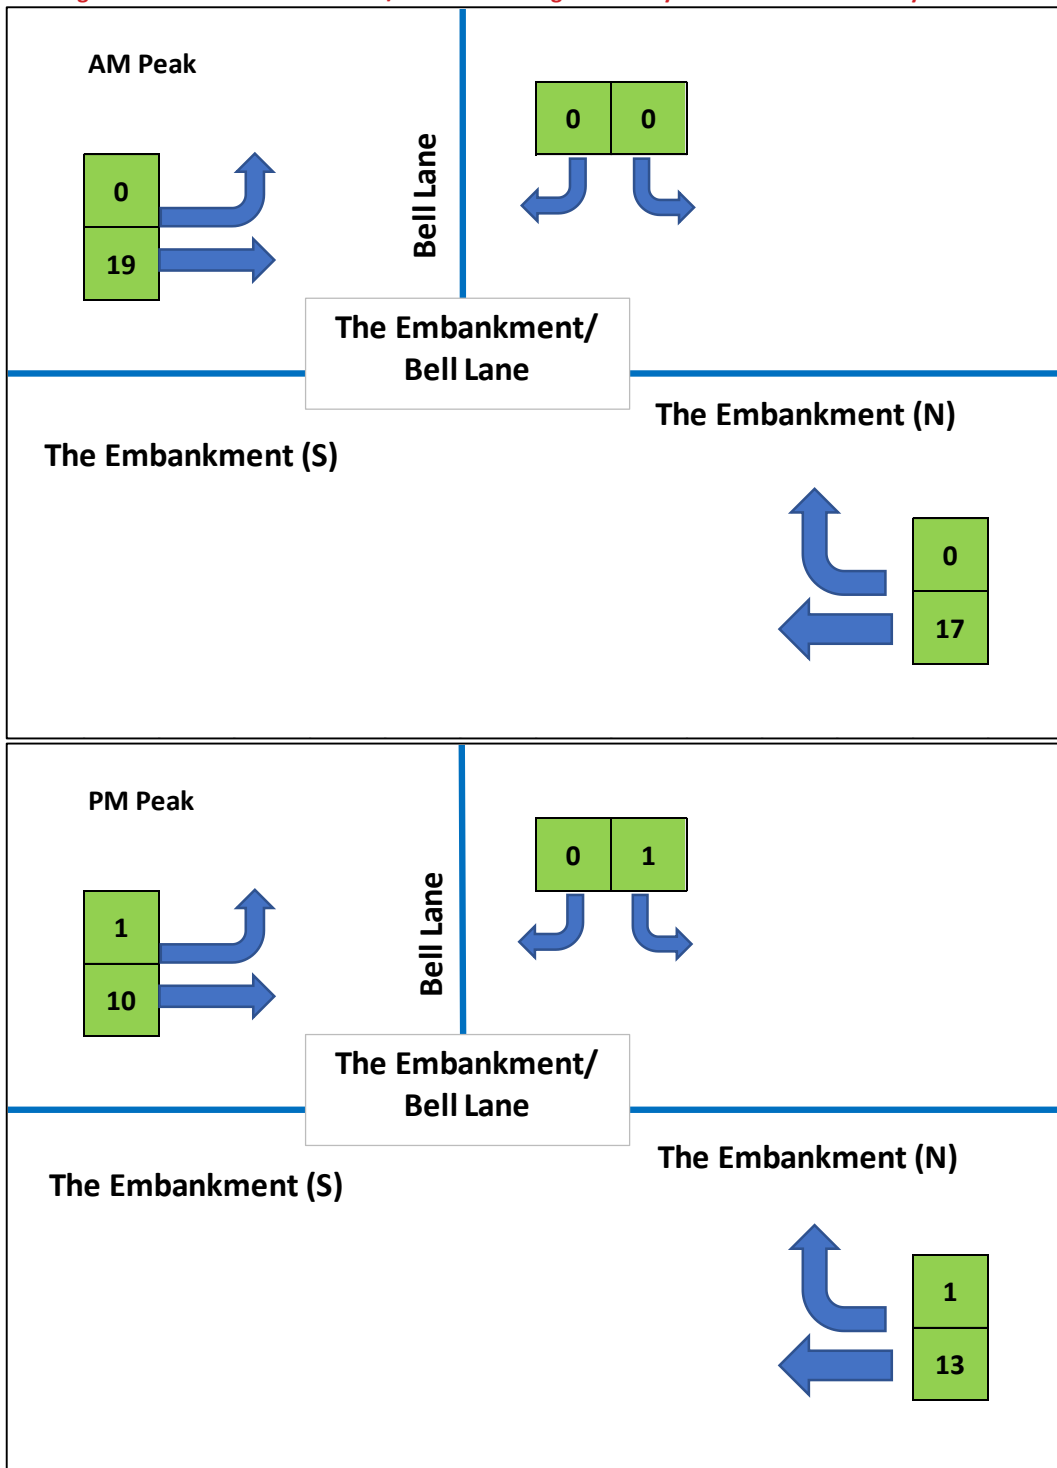 AM Peak
0 0
Bell Lane
0
19
The Embankment/
Bell Lane
The Embankment (N)
The Embankment (S)
0
17
PM Peak
0 1
Bell Lane
1
10
The Embankment/
Bell Lane
The Embankment (N)
The Embankment (S)
1
13